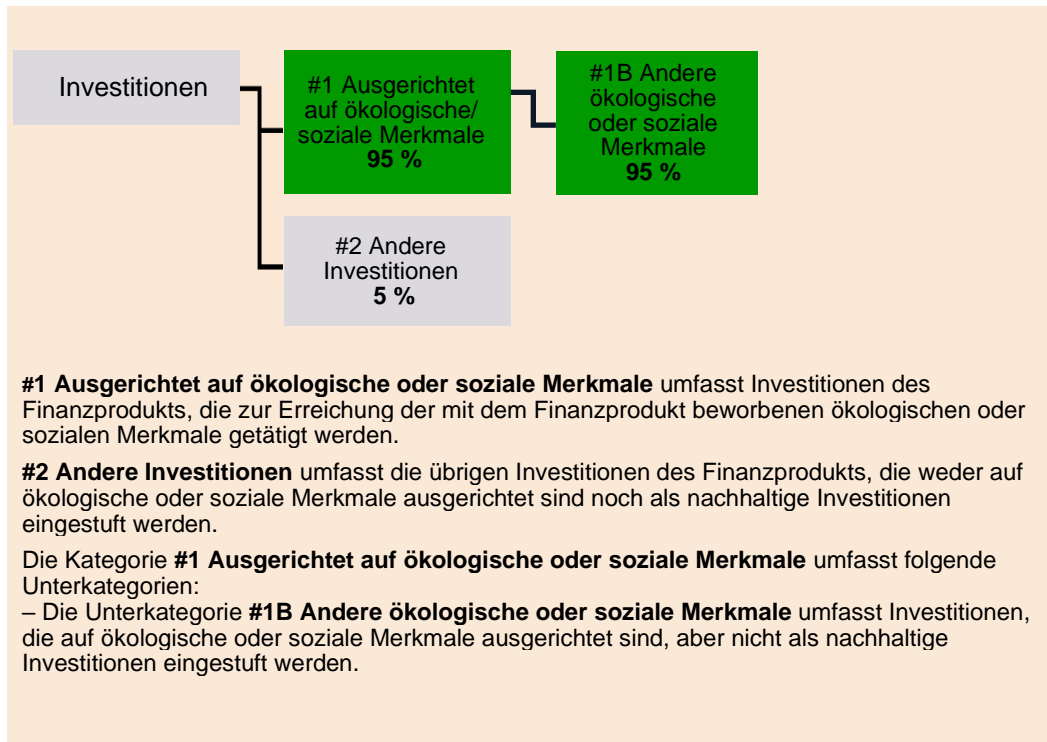 Investitionen
#1 Ausgerichtet
auf ökologische/
soziale Merkmale
95 %
#1B Andere
ökologische
oder soziale
Merkmale
95 %
#2 Andere
Investitionen
5 %
#1 Ausgerichtet auf ökologische oder soziale Merkmale umfasst Investitionen des
Finanzprodukts, die zur Erreichung der mit dem Finanzprodukt beworbenen ökologischen oder
sozialen Merkmale getätigt werden.
#2 Andere Investitionen umfasst die übrigen Investitionen des Finanzprodukts, die weder auf
ökologische oder soziale Merkmale ausgerichtet sind noch als nachhaltige Investitionen
eingestuft werden.
Die Kategorie #1 Ausgerichtet auf ökologische oder soziale Merkmale umfasst folgende
Unterkategorien:
– Die Unterkategorie #1B Andere ökologische oder soziale Merkmale umfasst Investitionen,
die auf ökologische oder soziale Merkmale ausgerichtet sind, aber nicht als nachhaltige
Investitionen eingestuft werden.